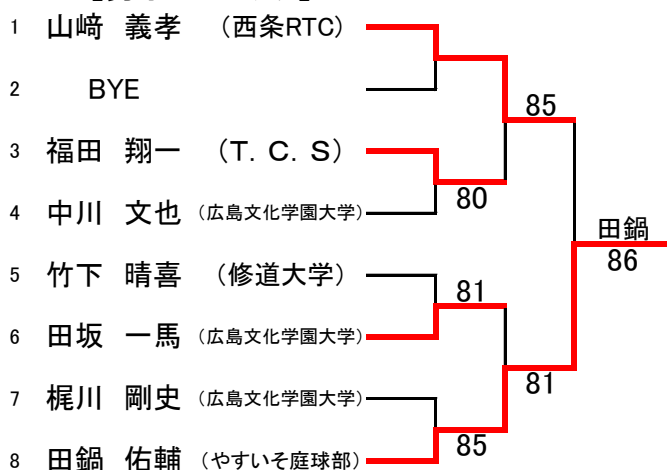 1 山﨑 義孝 (西条RTC)
2 BYE
85
3 福田 翔一 (T. C. S)
80
4 中川 文也 (広島文化学園大学)
田鍋
86
5 竹下 晴喜 (修道大学)
81
6 田坂 一馬 (広島文化学園大学)
81
7 梶川 剛史 (広島文化学園大学)
85
8 田鍋 佑輔 (やすいそ庭球部)